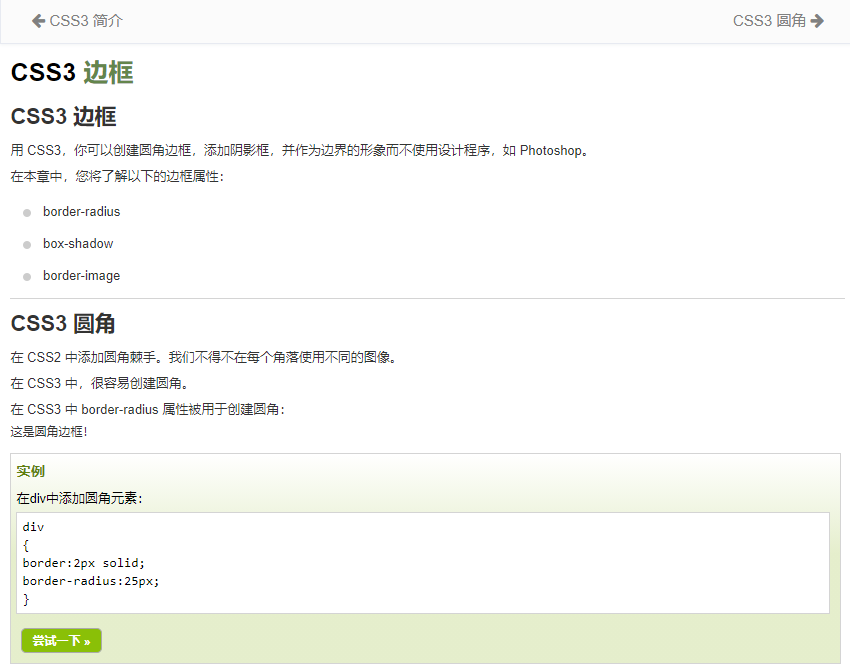 CSS3 简介
CSS3 圆角
CSS3 边框
CSS3 边框
用 CSS3，你可以创建圆角边框，添加阴影框，并作为边界的形象而不使用设计程序，如 Photoshop。
在本章中，您将了解以下的边框属性：
border-radius
box-shadow
border-image
CSS3 圆角
在 CSS2 中添加圆角棘手。我们不得不在每个角落使用不同的图像。
在 CSS3 中，很容易创建圆角。
在 CSS3 中 border-radius 属性被用于创建圆角：
这是圆角边框！
实例
在div中添加圆角元素：
div
{
border:2px solid;
border-radius:25px;
}
尝试一下 »